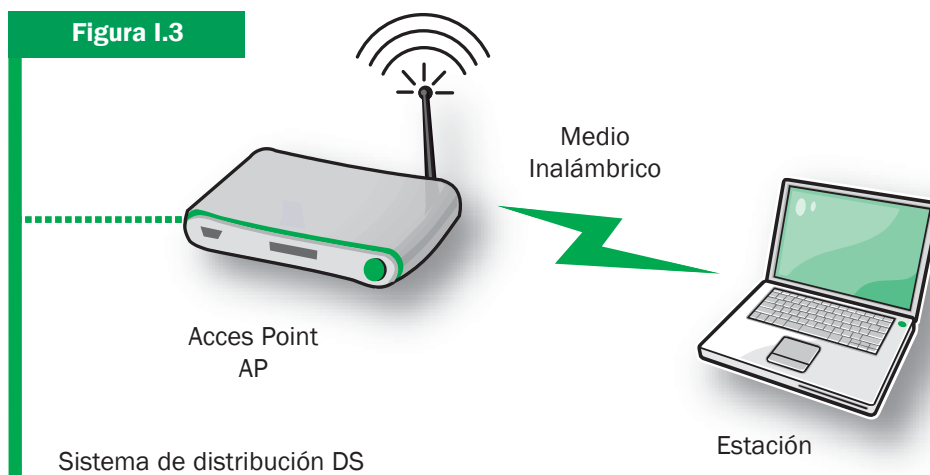 Figura I.3
Medio
Inalámbrico
Acces Point
AP
Estación
Sistema de distribución DS